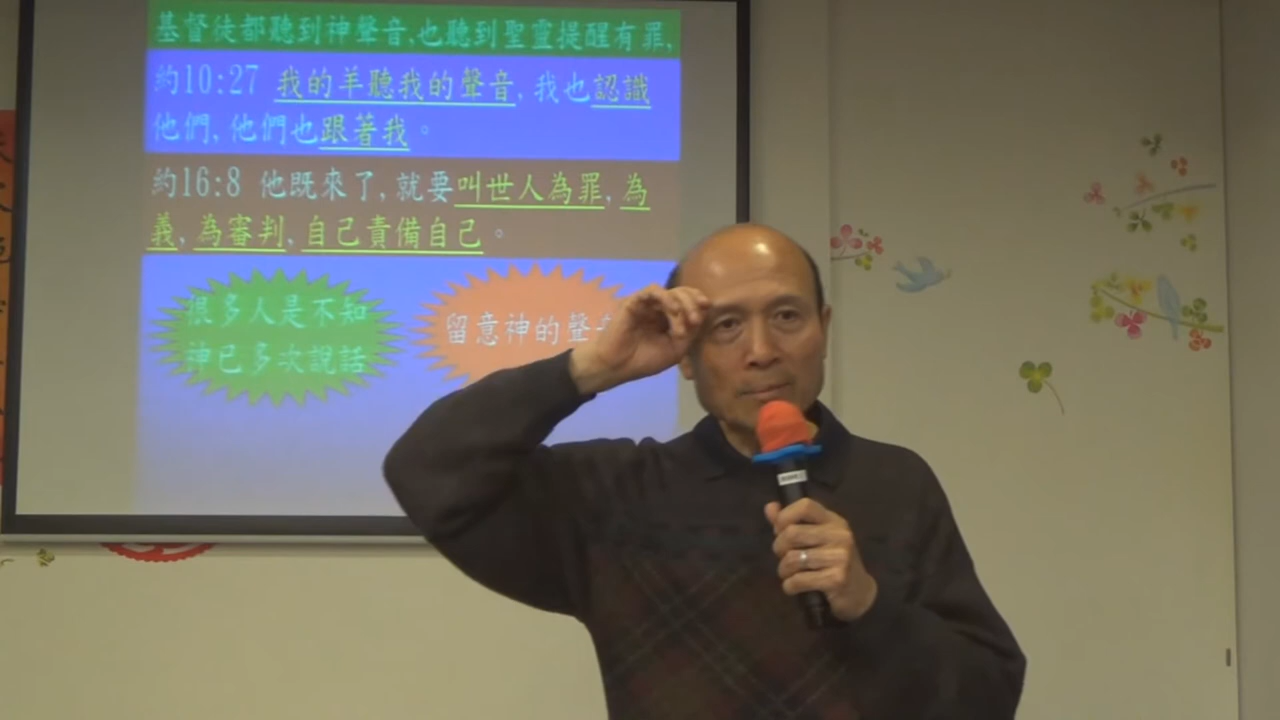 基督徒都聽到神聲音,也聽到聖靈提醒有罪,
約10:27 我的羊聽我的聲音, 我也認識
他們, 他們也跟著我。
約16:8 他既來了, 就要叫世人為罪, 為
義, 為審判, 自己責備自己。
很多人是不知
神已多次說話
留意神的聲